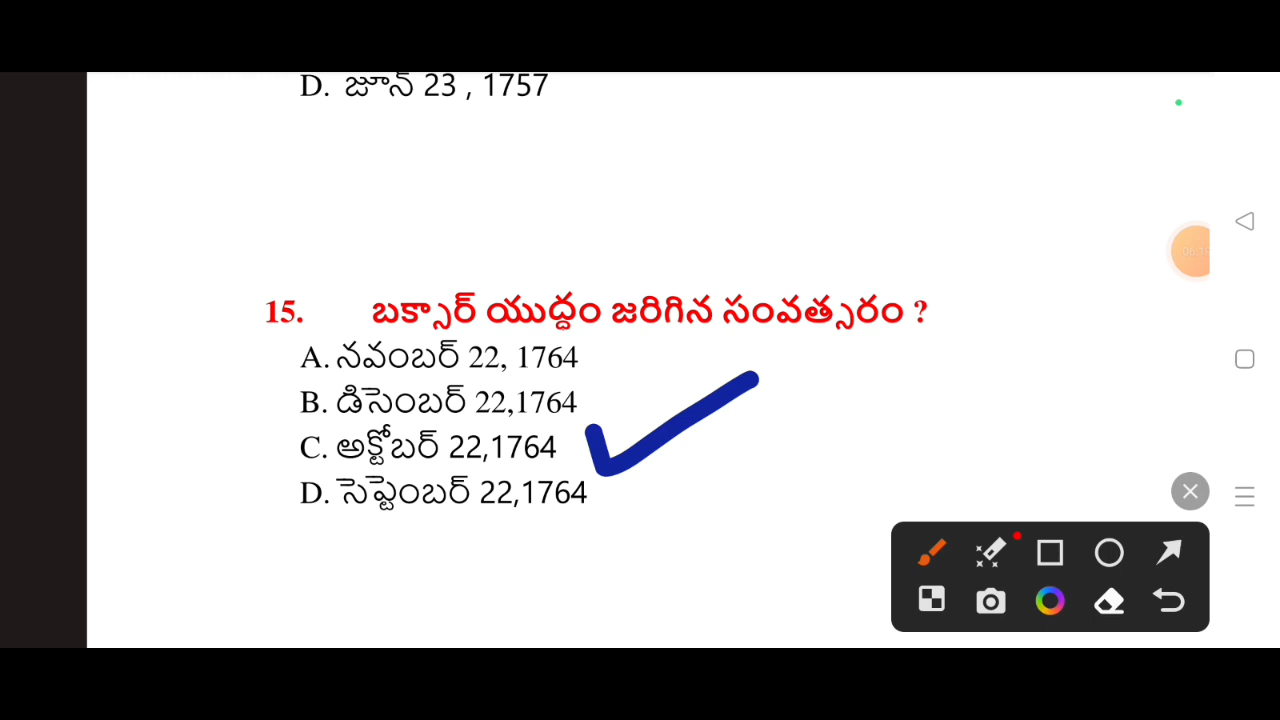 D. జూన్ 23 , 1757
15. బక్సార్ యుద్ధం జరిగిన సంవత్సరం ?
A. నవంబర్ 22, 1764
B. డిసెంబర్ 22,1764
C. అక్టోబర్ 22,1764
D. సెప్టెంబర్ 22,1764